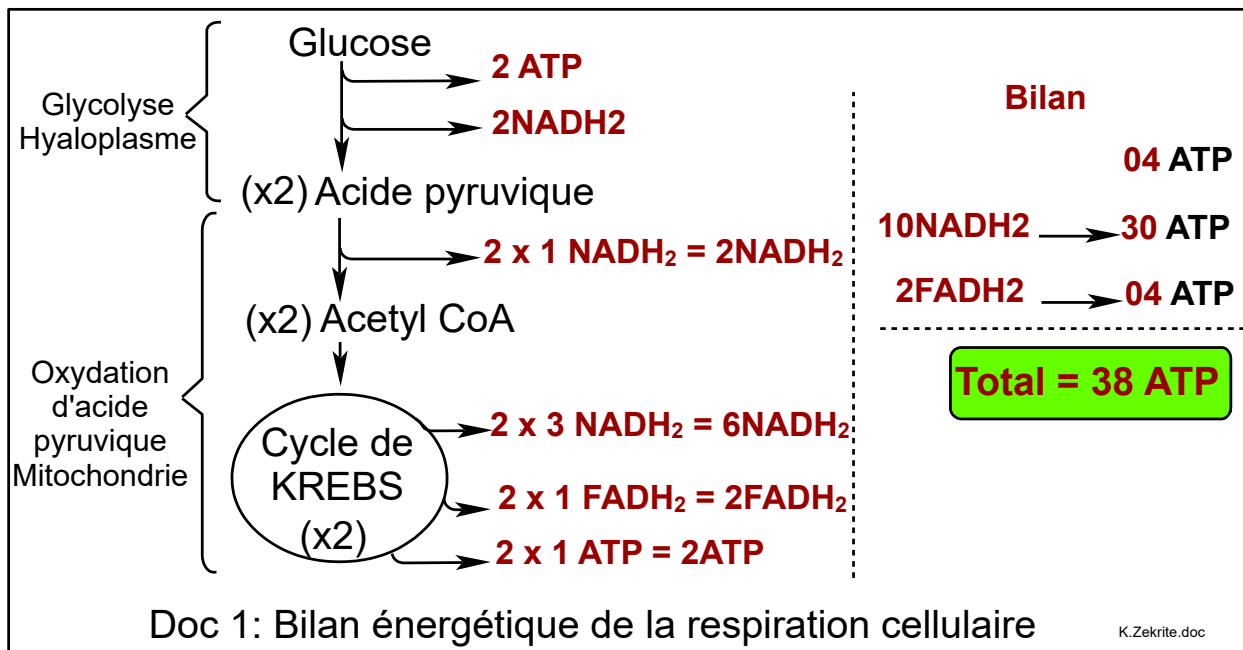 Glucose
2 ATP
2NADH2
Glycolyse
Hyaloplasme
(x2) Acide pyruvique
2 x 1 NADH₂ = 2NADH₂
(x2) Acetyl CoA
Oxydation
d'acide
pyruvique
Mitochondrie
Cycle de
KREBS
(x2)
2 x 3 NADH₂ = 6NADH₂
2 x 1 FADH₂ = 2FADH₂
2 x 1 ATP = 2ATP
Bilan
04 ATP
10NADH2 30 ATP
2FADH2 04 ATP
Total = 38 ATP
Doc 1: Bilan énergétique de la respiration cellulaire
K.Zekrite.doc